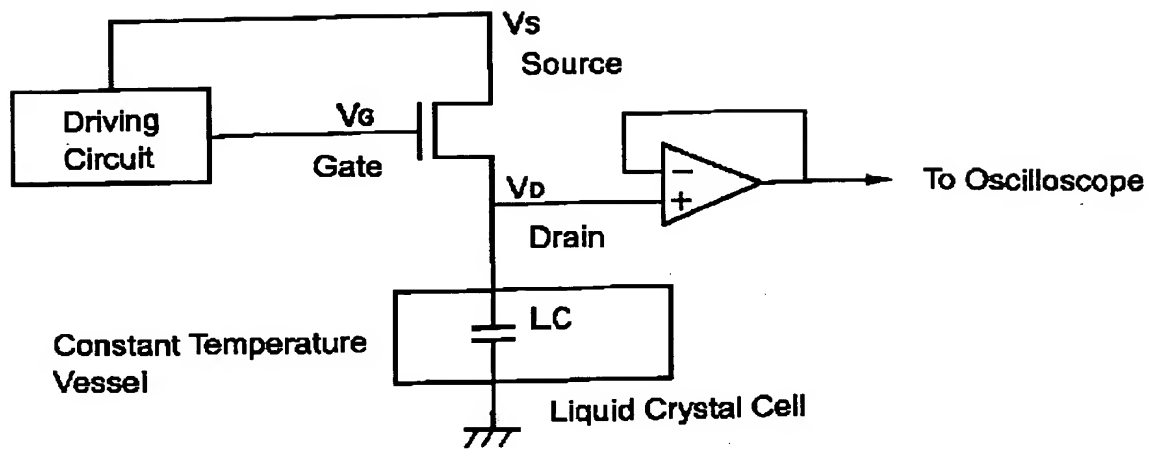 Vs
Source
Driving
Circuit
VG
Gate
VD
Drain
−
+
To Oscilloscope
LC
Constant Temperature
Vessel
Liquid Crystal Cell